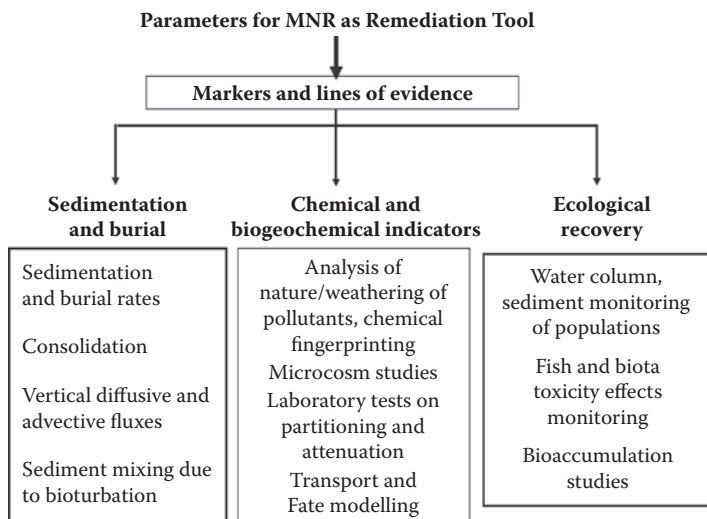 Parameters for MNR as Remediation Tool
Markers and lines of evidence
Sedimentation
and burial
Sedimentation
and burial rates
Consolidation
Vertical diffusive and
advective fluxes
Sediment mixing due
to bioturbation
Chemical and
biogeochemical indicators
Analysis of
nature/weathering of
pollutants, chemical
fingerprinting
Microcosm studies
Laboratory tests on
partitioning and
attenuation
Transport and
Fate modelling
Ecological
recovery
Water column,
sediment monitoring
of populations
Fish and biota
toxicity effects
monitoring
Bioaccumulation
studies